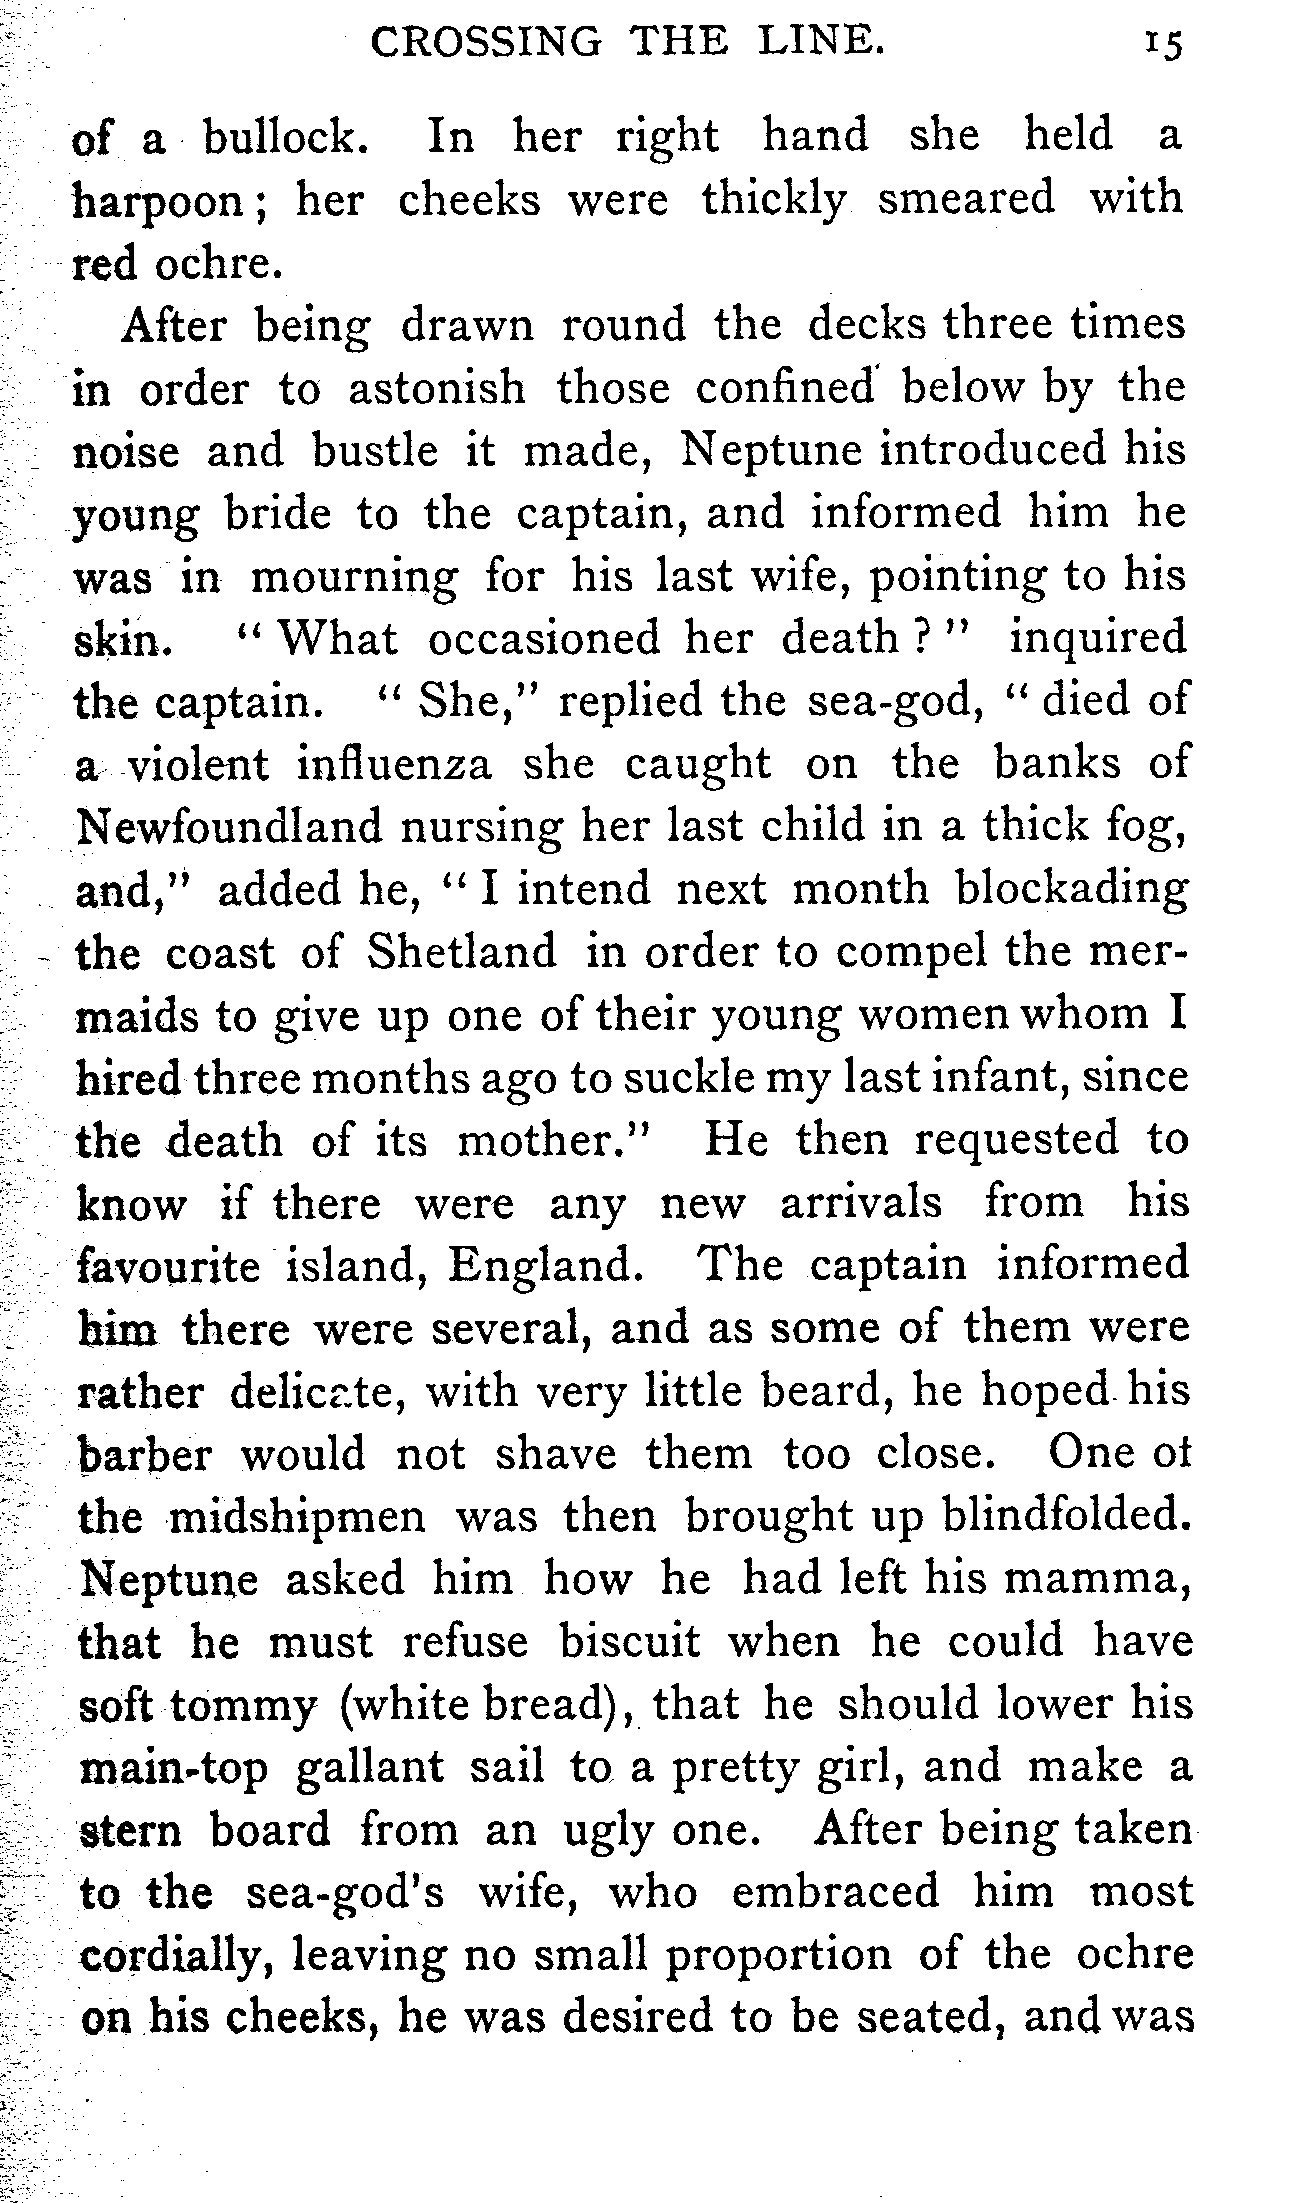 CROSSING THE LINE. 15
of a bullock. In her right hand she held a
harpoon; her cheeks were thickly smeared with
red ochre.
After being drawn round the decks three times
in order to astonish those confined below by the
noise and bustle it made, Neptune introduced his
young bride to the captain, and informed him he
was in mourning for his last wife, pointing to his
skin. "What occasioned her death?" inquired
the captain. "She," replied the sea-god, "died of
a violent influenza she caught on the banks of
Newfoundland nursing her last child in a thick fog,
and," added he, "I intend next month blockading
the coast of Shetland in order to compel the mer-
maids to give up one of their young women whom I
hired three months ago to suckle my last infant, since
the death of its mother." He then requested to
know if there were any new arrivals from his
favourite island, England. The captain informed
him there were several, and as some of them were
rather delicate, with very little beard, he hoped his
barber would not shave them too close. One of
the midshipmen was then brought up blindfolded.
Neptune asked him how he had left his mamma,
that he must refuse biscuit when he could have
soft tommy (white bread), that he should lower his
main-top gallant sail to a pretty girl, and make a
stern board from an ugly one. After being taken
to the sea-god's wife, who embraced him most
cordially, leaving no small proportion of the ochre
on his cheeks, he was desired to be seated, and was